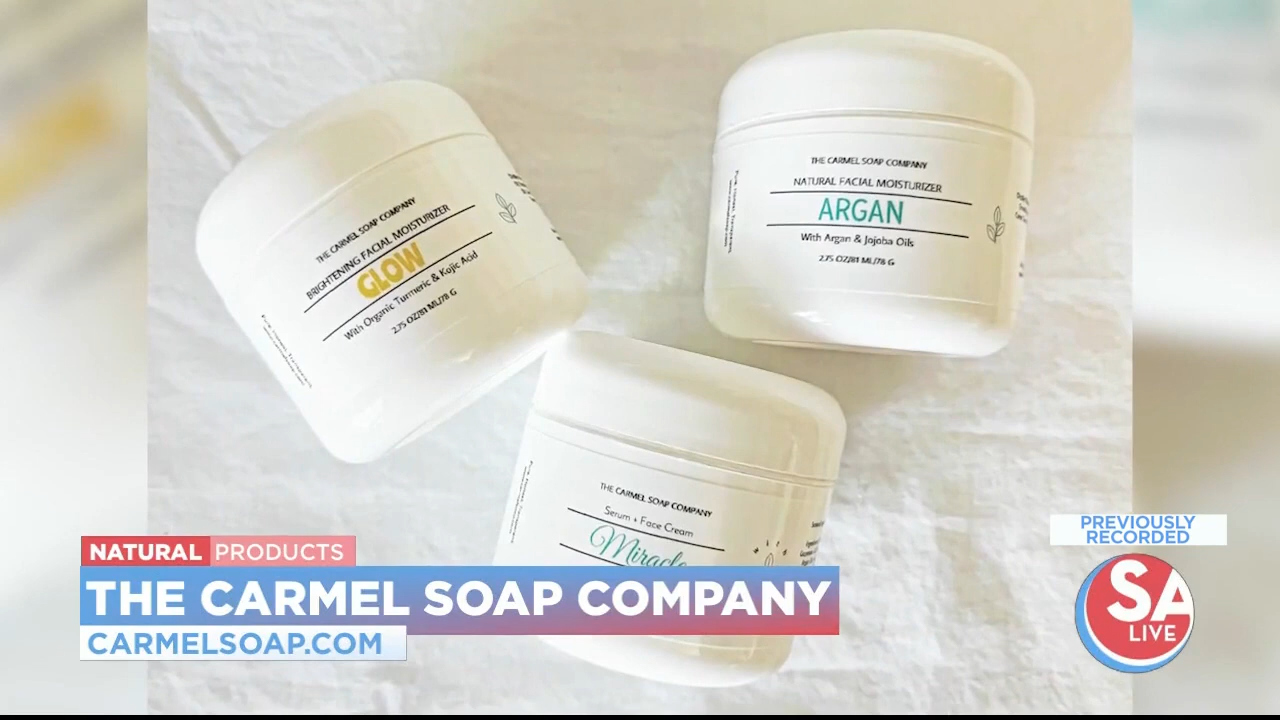 THE CARMEL SOAP COMPANY
BRIGHTENING FACIAL MOISTURIZER
GLOW
With Organic Turmeric & Kojic Acid
2.75 OZ/81 ML/78 G
THE CARMEL SOAP COMPANY
NATURAL FACIAL MOISTURIZER
ARGAN
With Argan & Jojoba Oils
2.75 OZ/81 ML/78 G
THE CARMEL SOAP COMPANY
Serum + Face Cream
Miracle
NATURAL PRODUCTS
THE CARMEL SOAP COMPANY
CARMELSOAP.COM
PREVIOUSLY
RECORDED
SA
LIVE